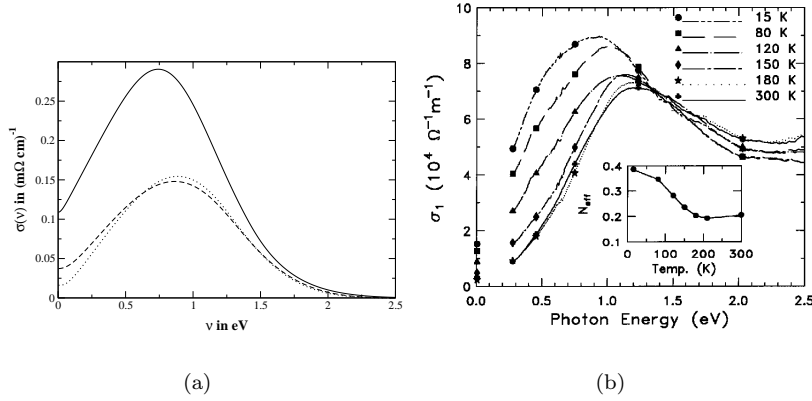 0.25
0.2
0.15
0.1
0.05
0
σ(ν) in (mΩ cm)⁻¹
0 0.5 1 1.5 2 2.5
ν in eV
(a)
10
8
6
4
2
0
σ₁ (10⁴ Ω⁻¹m⁻¹)
15 K
80 K
120 K
150 K
180 K
300 K
0.4
0.3
0.2
0.1
N_eff
0 100 200 300
Temp. (K)
0.0 0.5 1.0 1.5 2.0 2.5
Photon Energy (eV)
(b)